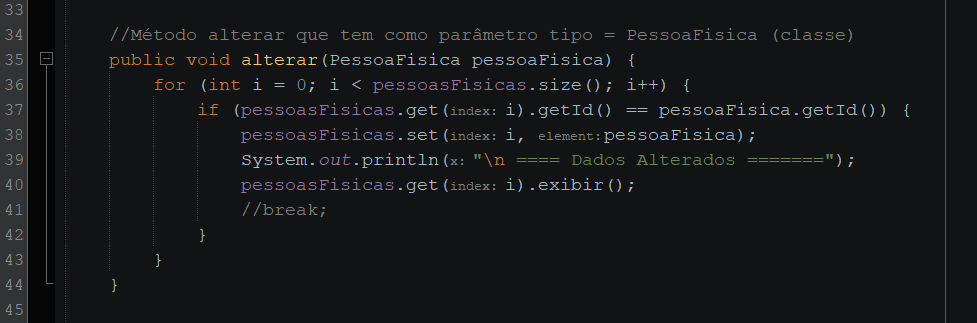 33
34 //Método alterar que tem como parâmetro tipo = PessoaFisica (classe)
35 public void alterar(PessoaFisica pessoaFisica) {
36 for (int i = 0; i < pessoasFisicas.size(); i++) {
37 if (pessoasFisicas.get(index: i).getId() == pessoaFisica.getId()) {
38 pessoasFisicas.set(index: i, element:pessoaFisica);
39 System.out.println(x: "\n ==== Dados Alterados =======");
40 pessoasFisicas.get(index: i).exibir();
41 //break;
42 }
43 }
44 }
45